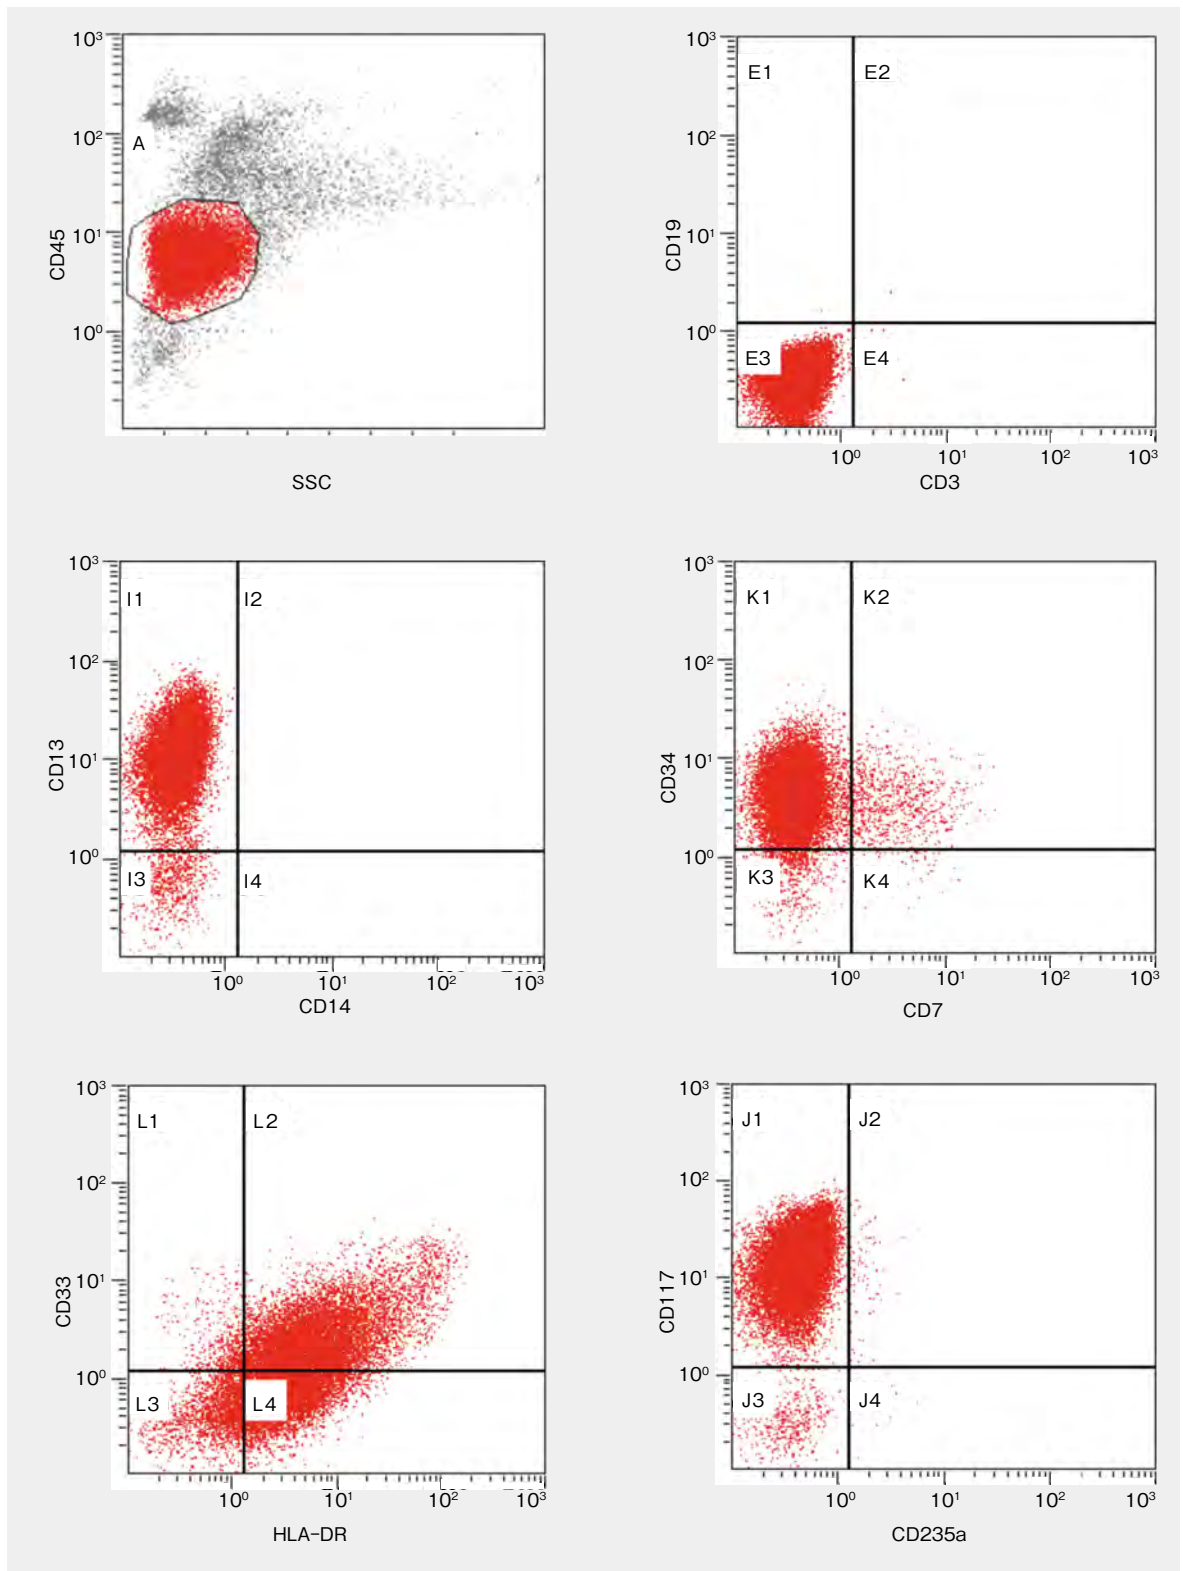 10³
10²
10¹
10⁰
A
CD45
SSC
10³
10²
10¹
10⁰
E1 E2
E3 E4
CD19
10⁰ 10¹ 10² 10³
CD3
10³
10²
10¹
10⁰
I1 I2
I3 I4
CD13
10⁰ 10¹ 10² 10³
CD14
10³
10²
10¹
10⁰
K1 K2
K3 K4
CD34
10⁰ 10¹ 10² 10³
CD7
10³
10²
10¹
10⁰
L1 L2
L3 L4
CD33
10⁰ 10¹ 10² 10³
HLA-DR
10³
10²
10¹
10⁰
J1 J2
J3 J4
CD117
10⁰ 10¹ 10² 10³
CD235a